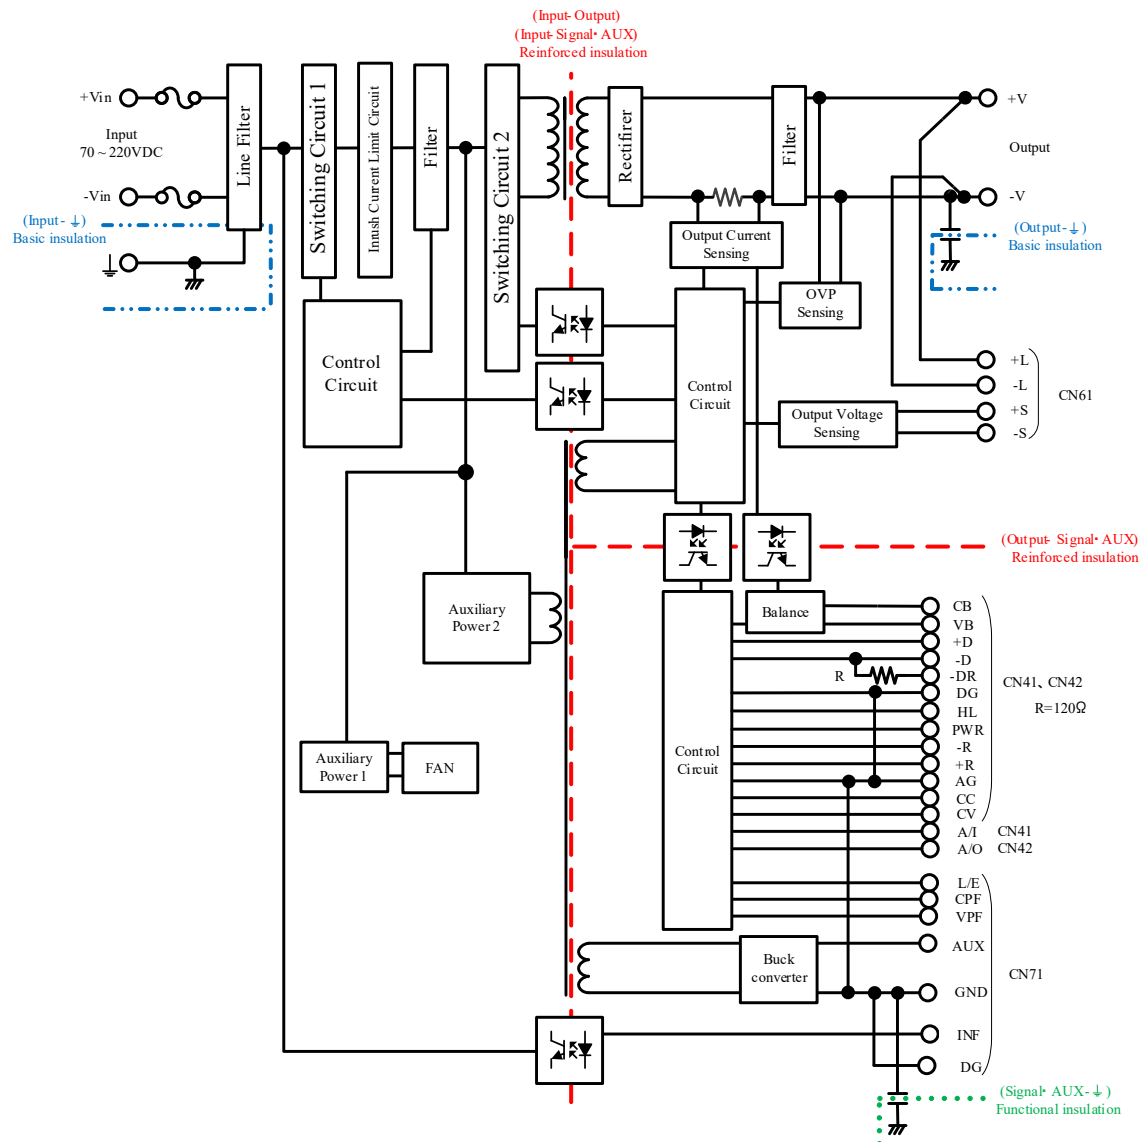 (Input- Output)
(Input- Signal・AUX)
Reinforced insulation
+Vin
Input
70～220VDC
-Vin
(Input- ⏚)
Basic insulation
Line Filter
Switching Circuit 1
Inrush Current Limit Circuit
Filter
Switching Circuit 2
Rectifirer
Filter
+V
Output
-V
(Output-⏚)
Basic insulation
Output Current
Sensing
OVP
Sensing
Control
Circuit
Control
Circuit
Output Voltage
Sensing
+L
-L
+S
-S
CN61
(Output- Signal・AUX)
Reinforced insulation
Auxiliary
Power 2
Balance
CB
VB
+D
-D
R
-DR
DG
HL
PWR
-R
+R
AG
CC
CV
CN41、CN42
R=120Ω
A/I
CN41
A/O
CN42
Control
Circuit
Auxiliary
Power 1
FAN
L/E
CPF
VPF
AUX
GND
INF
DG
CN71
Buck
converter
(Signal・AUX-⏚)
Functional insulation